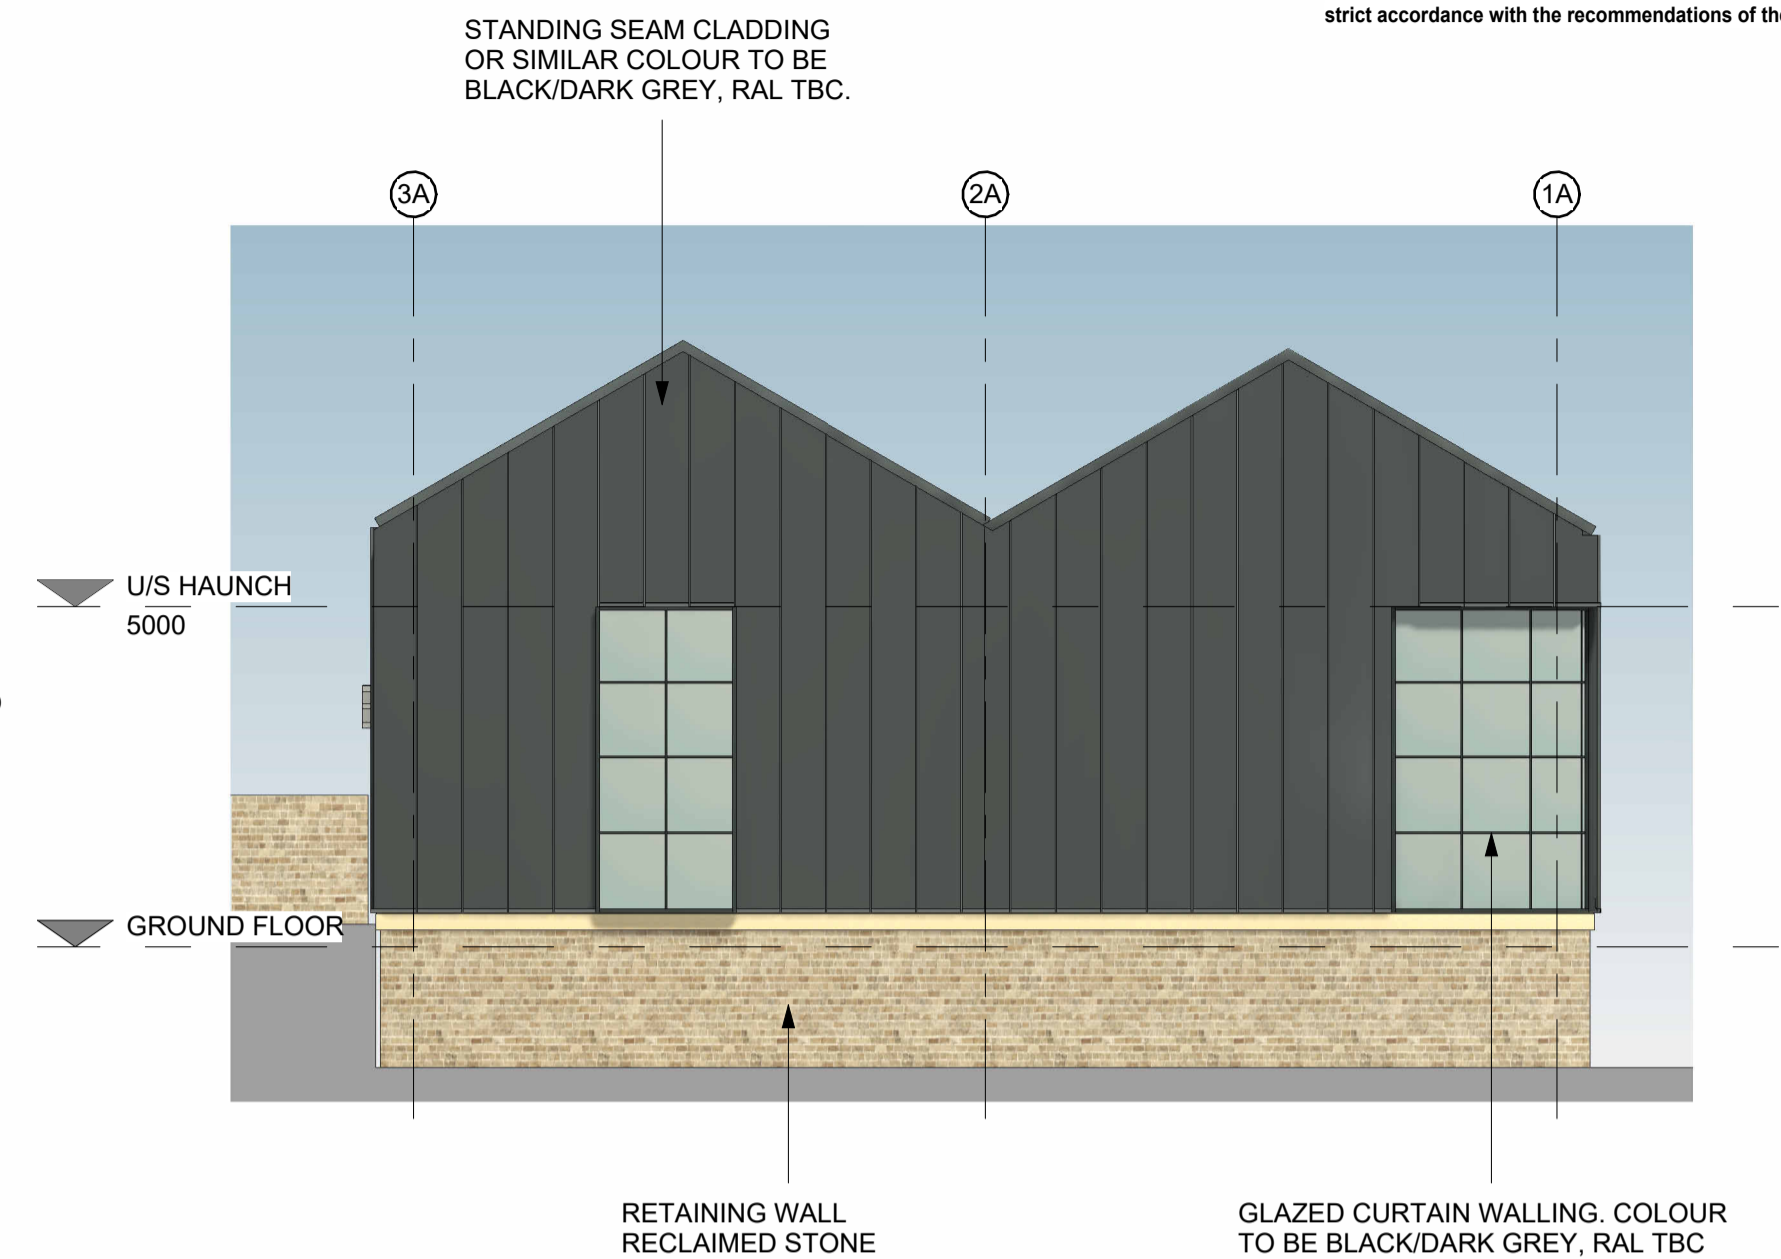 strict accordance with the recommendations of the
STANDING SEAM CLADDING
OR SIMILAR COLOUR TO BE
BLACK/DARK GREY, RAL TBC.
3A
2A
1A
U/S HAUNCH
5000
GROUND FLOOR
RETAINING WALL
RECLAIMED STONE
GLAZED CURTAIN WALLING. COLOUR
TO BE BLACK/DARK GREY, RAL TBC